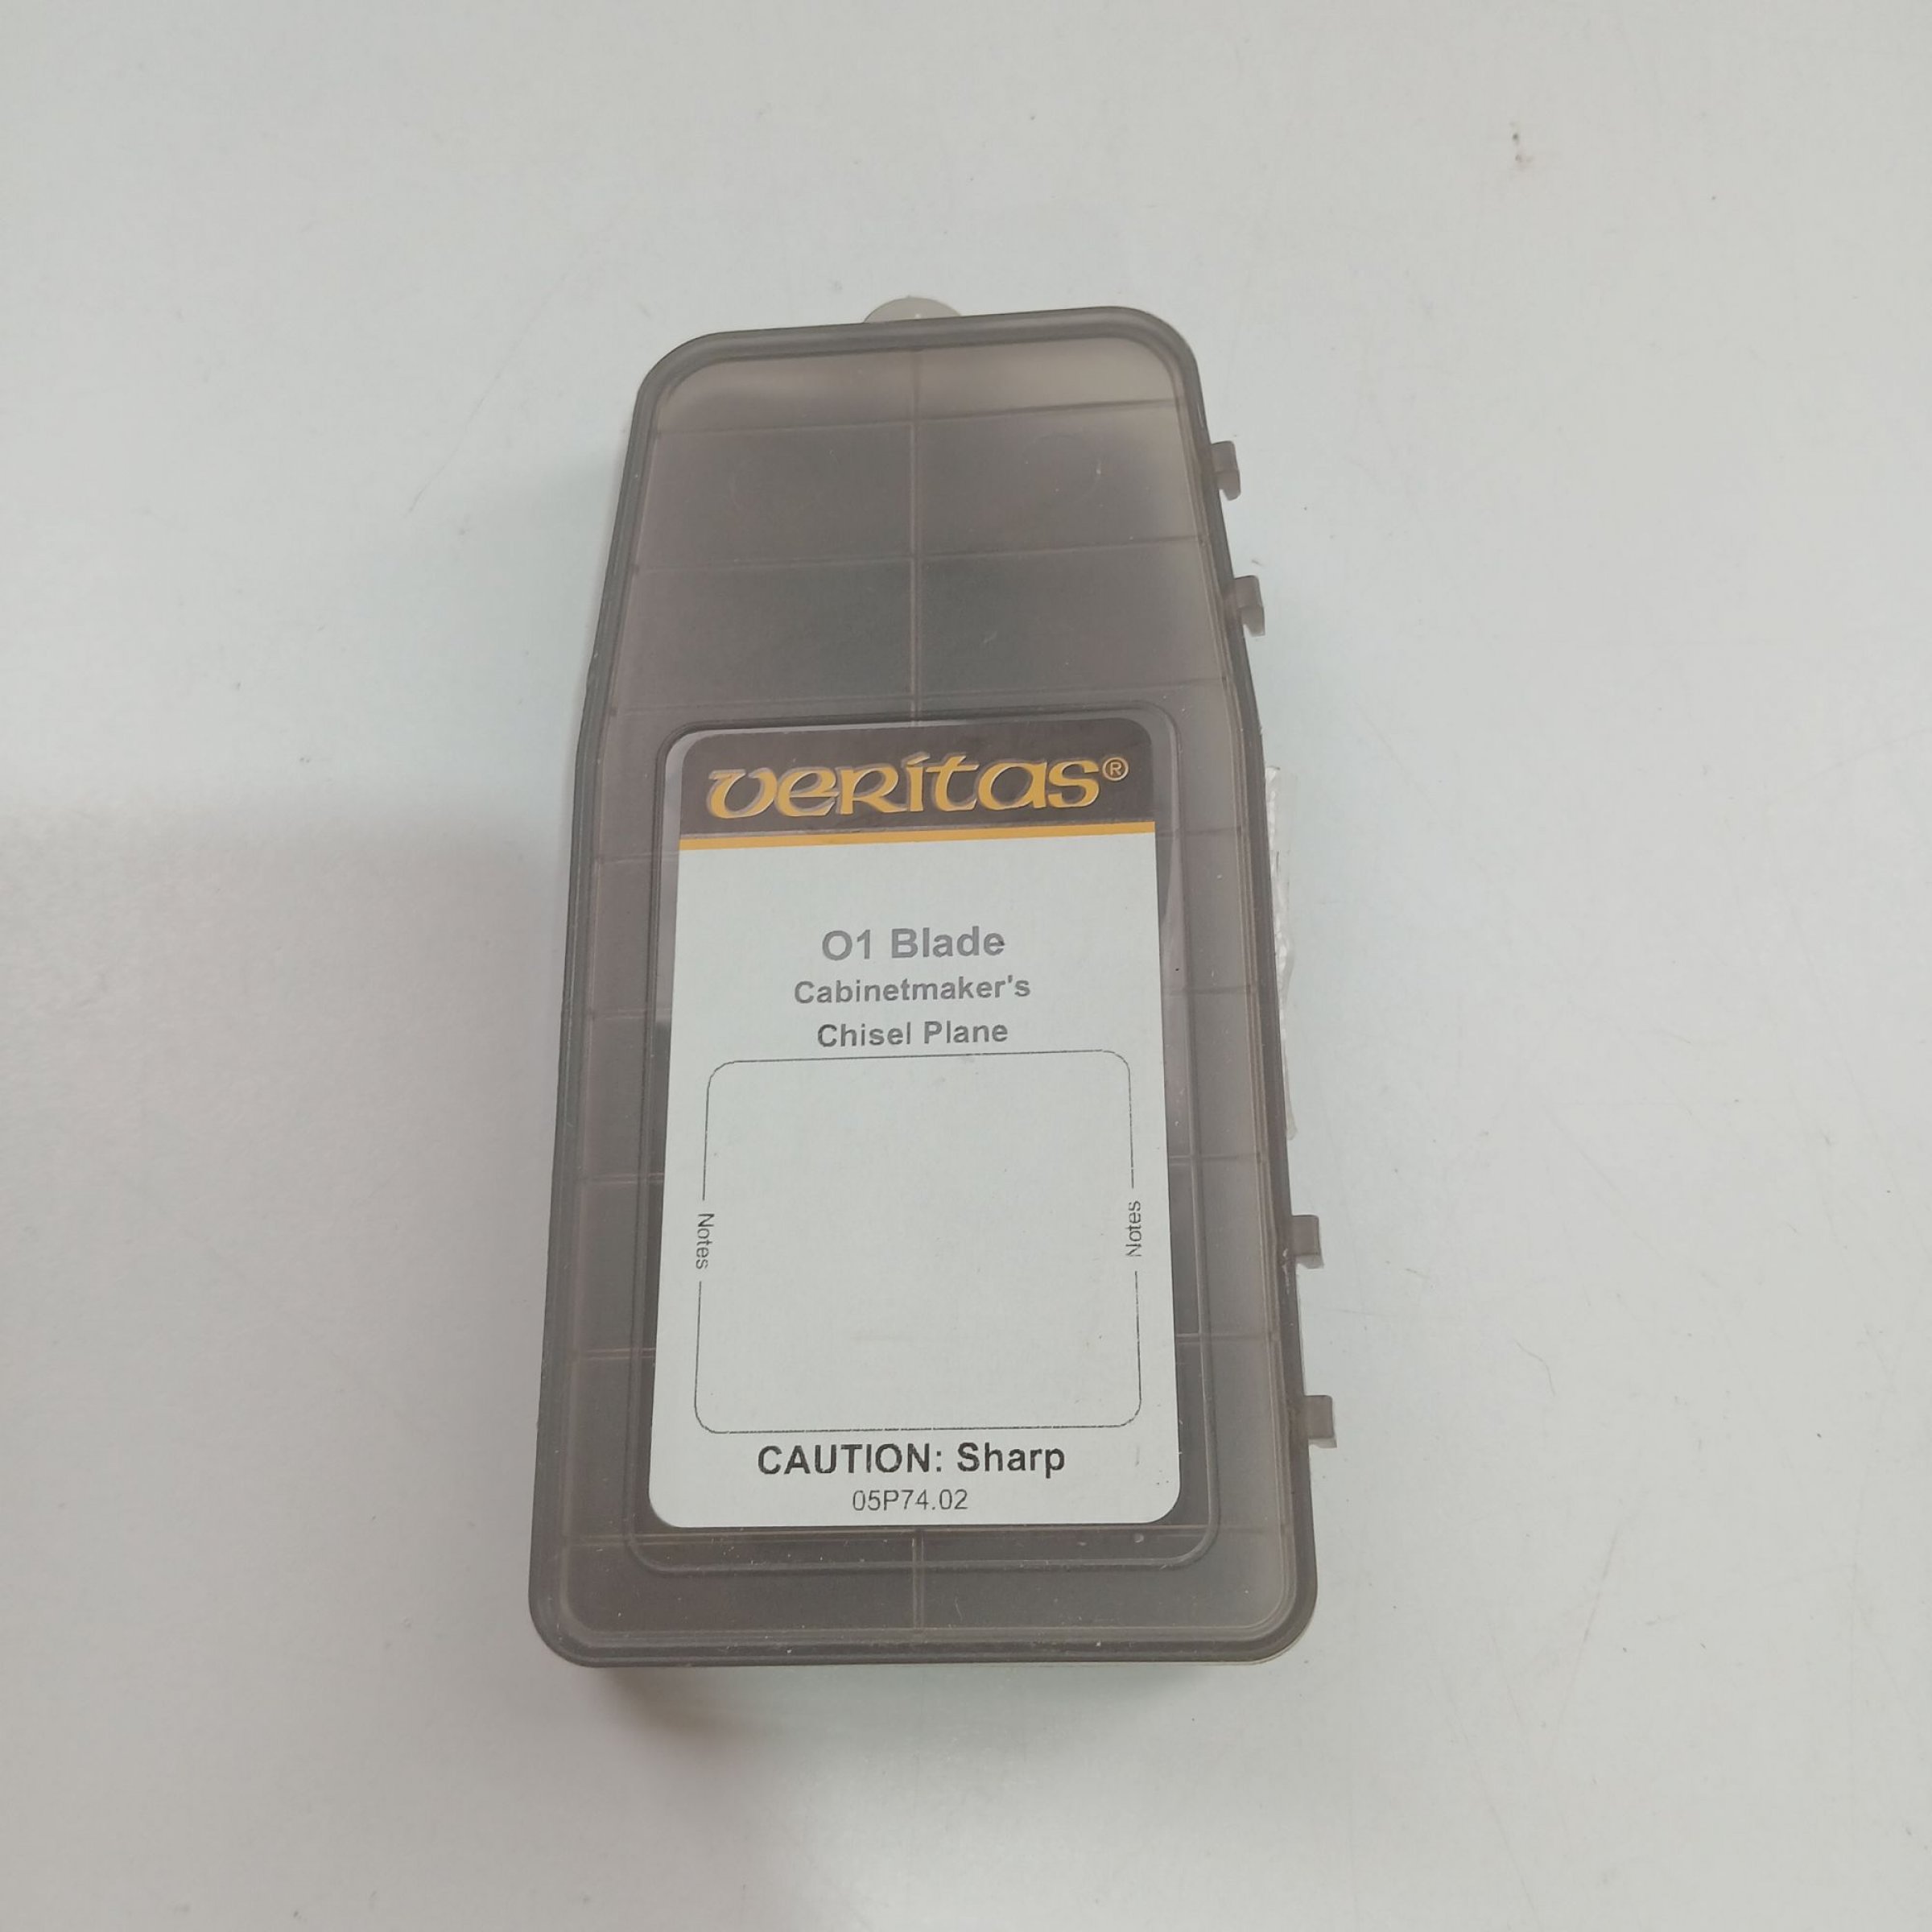 veritas®
O1 Blade
Cabinetmaker's
Chisel Plane
Notes
Notes
CAUTION: Sharp
05P74.02